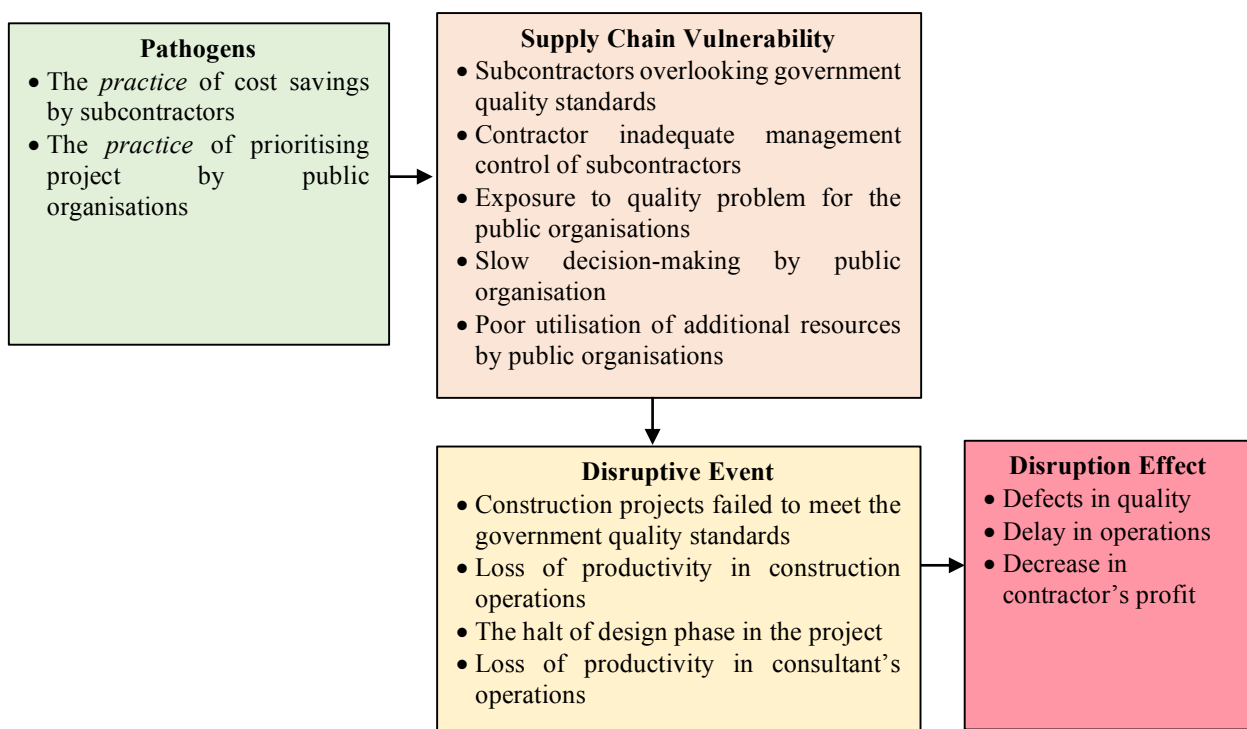 Pathogens
• The practice of cost savings
by subcontractors
• The practice of prioritising
project by public
organisations
Supply Chain Vulnerability
• Subcontractors overlooking government
quality standards
• Contractor inadequate management
control of subcontractors
• Exposure to quality problem for the
public organisations
• Slow decision-making by public
organisation
• Poor utilisation of additional resources
by public organisations
Disruptive Event
• Construction projects failed to meet the
government quality standards
• Loss of productivity in construction
operations
• The halt of design phase in the project
• Loss of productivity in consultant’s
operations
Disruption Effect
• Defects in quality
• Delay in operations
• Decrease in
contractor’s profit